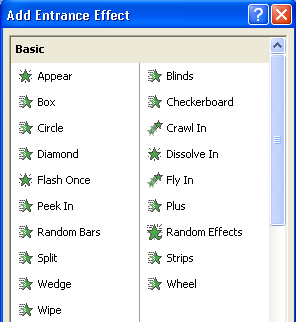 Add Entrance Effect
Basic
Appear Blinds
Box Checkerboard
Circle Crawl In
Diamond Dissolve In
Flash Once Fly In
Peek In Plus
Random Bars Random Effects
Split Strips
Wedge Wheel
Wipe